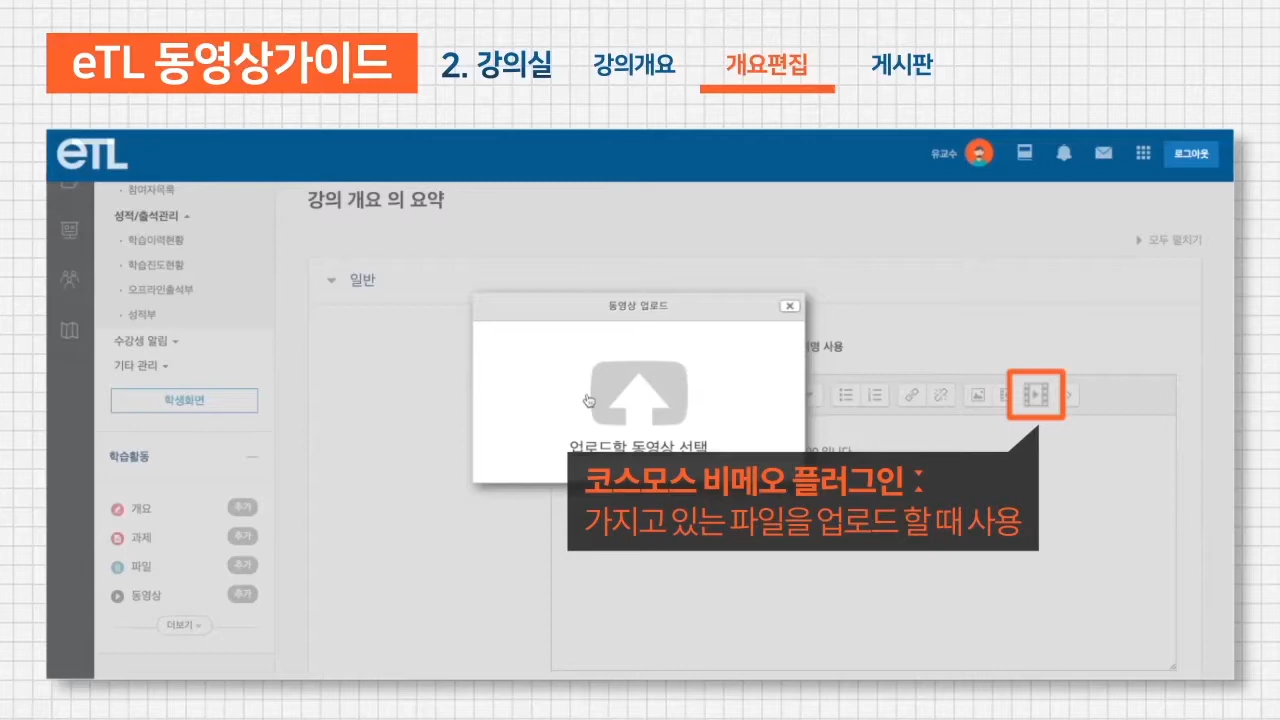 eTL 동영상가이드
2. 강의실
강의개요
개요편집
게시판
eTL
유교수
로그아웃
참여자목록
성적/출석관리
학습이력현황
학습진도현황
오프라인출석부
성적부
수강생 알림
기타 관리
학생화면
학습활동
개요 추가
과제 추가
파일 추가
동영상 추가
더보기
강의 개요 의 요약
모두 펼치기
일반
동영상 업로드
업로드할 동영상 선택
사용
입니다
코스모스 비메오 플러그인 :
가지고 있는 파일을 업로드 할 때 사용